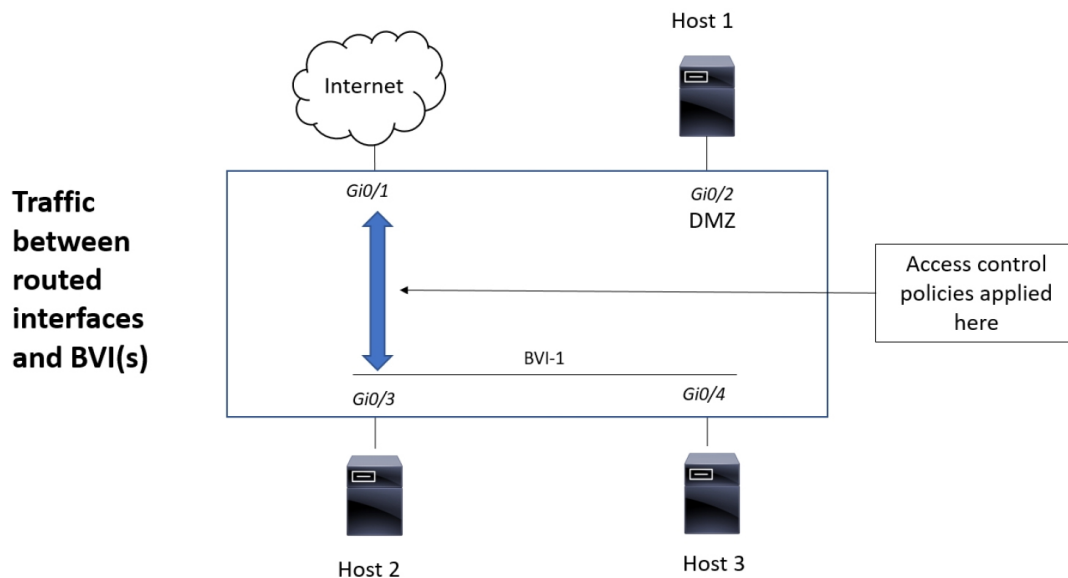 Host 1
Internet
Gi0/1
Gi0/2
DMZ
Traffic
between
routed
interfaces
and BVI(s)
Access control
policies applied
here
BVI-1
Gi0/3
Gi0/4
Host 2
Host 3